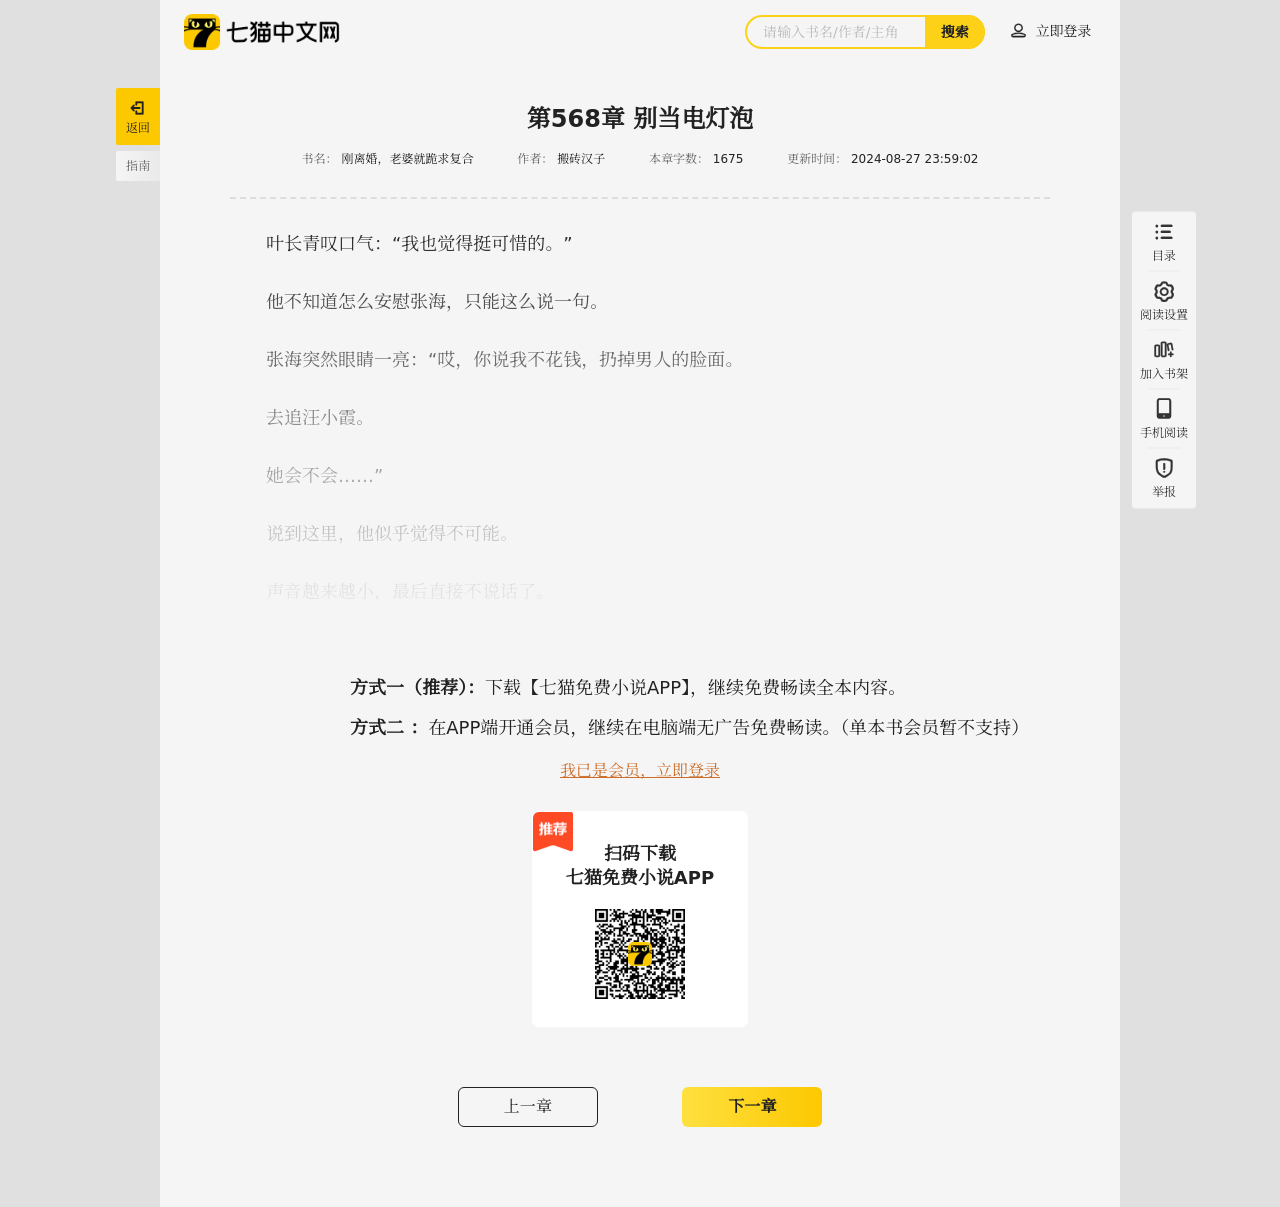 七猫中文网
请输入书名/作者/主角
搜索
立即登录
返回
指南
第568章 别当电灯泡
书名： 刚离婚，老婆就跪求复合 作者： 搬砖汉子 本章字数： 1675 更新时间： 2024-08-27 23:59:02
叶长青叹口气：“我也觉得挺可惜的。”
他不知道怎么安慰张海，只能这么说一句。
张海突然眼睛一亮：“哎，你说我不花钱，扔掉男人的脸面。
去追汪小霞。
她会不会……”
说到这里，他似乎觉得不可能。
声音越来越小，最后直接不说话了。
目录
阅读设置
加入书架
手机阅读
举报
方式一（推荐）： 下载【七猫免费小说APP】，继续免费畅读全本内容。
方式二 ： 在APP端开通会员，继续在电脑端无广告免费畅读。（单本书会员暂不支持）
我已是会员，立即登录
推荐
扫码下载
七猫免费小说APP
上一章
下一章